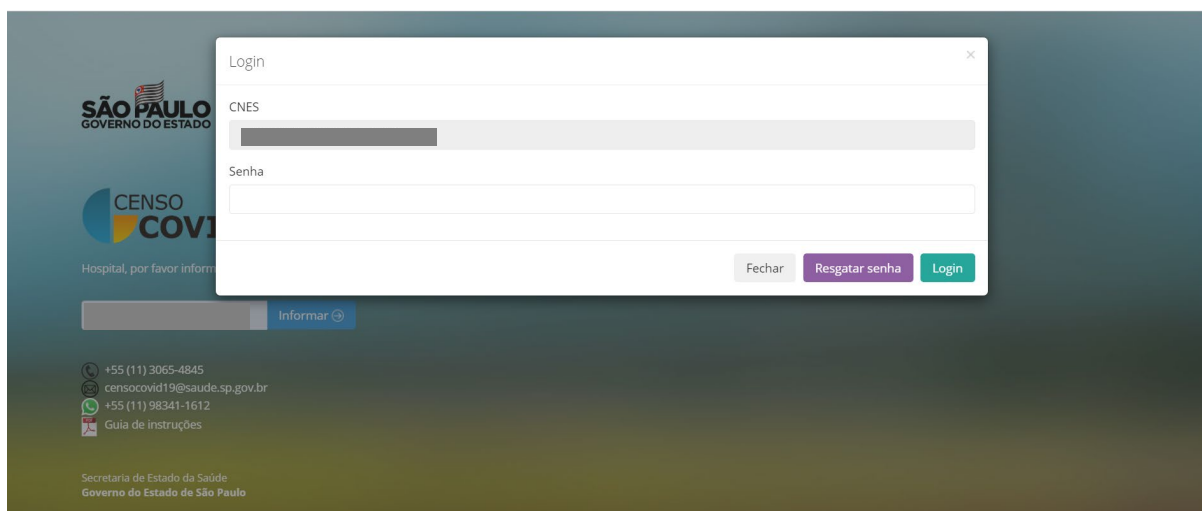 Login
×
CNES
Senha
Fechar
Resgatar senha
Login
SÃO PAULO
GOVERNO DO ESTADO
CENSO
COVI
Hospital, por favor inform
Informar
+55 (11) 3065-4845
censocovid19@saude.sp.gov.br
+55 (11) 98341-1612
Guia de instruções
Secretaria de Estado da Saúde
Governo do Estado de São Paulo